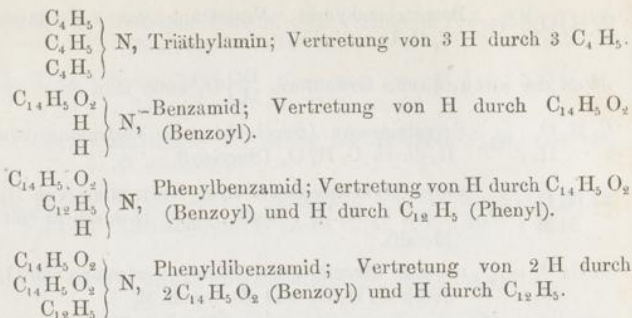 C₄H₅
C₄H₅ } N, Triäthylamin; Vertretung von 3 H durch 3 C₄H₅.
C₄H₅
C₁₄H₅O₂ } N, Benzamid; Vertretung von H durch C₁₄H₅O₂
H (Benzoyl).
H
C₁₄H₅O₂ } N, Phenylbenzamid; Vertretung von H durch C₁₄H₅O₂
C₁₂H₅ (Benzoyl) und H durch C₁₂H₅ (Phenyl).
H
C₁₄H₅O₂ } N, Phenyldibenzamid; Vertretung von 2 H durch
C₁₄H₅O₂ 2C₁₄H₅O₂ (Benzoyl) und H durch C₁₂H₅.
C₁₂H₅